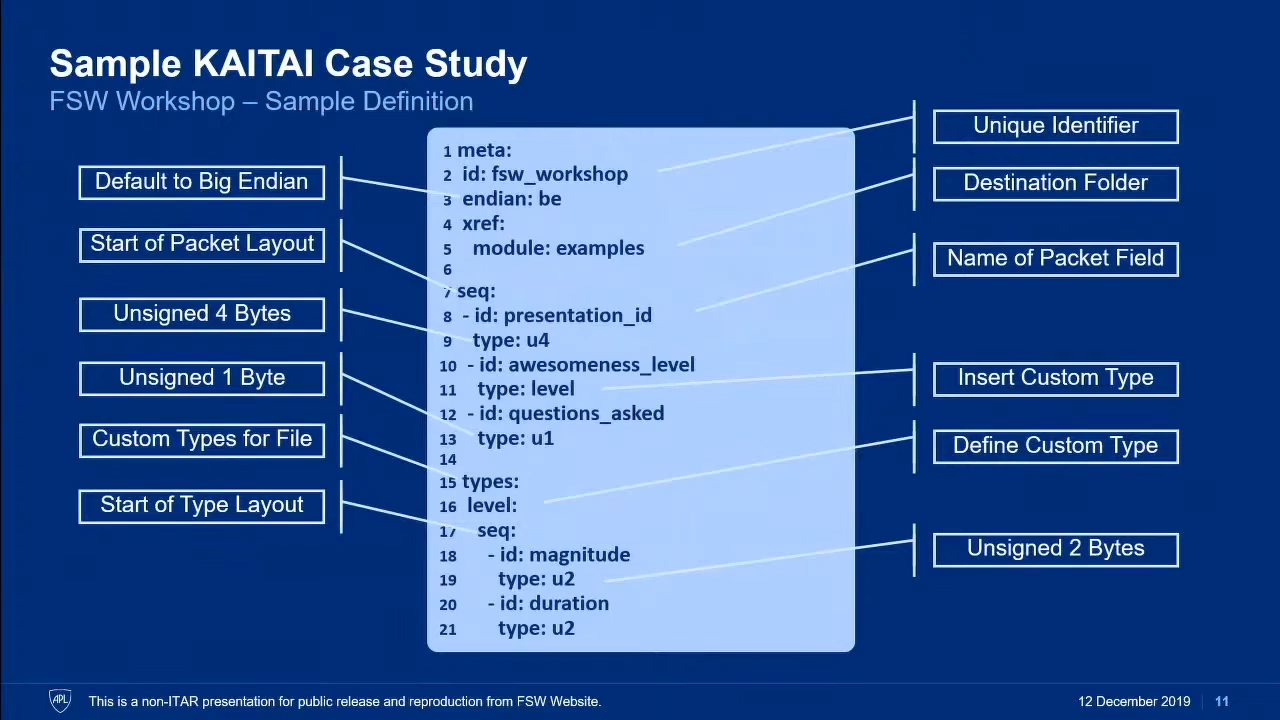 Sample KAITAI Case Study
FSW Workshop – Sample Definition
Default to Big Endian
Start of Packet Layout
Unsigned 4 Bytes
Unsigned 1 Byte
Custom Types for File
Start of Type Layout
1 meta:
2 id: fsw_workshop
3 endian: be
4 xref:
5 module: examples
6
7 seq:
8 - id: presentation_id
9 type: u4
10 - id: awesomeness_level
11 type: level
12 - id: questions_asked
13 type: u1
14
15 types:
16 level:
17 seq:
18 - id: magnitude
19 type: u2
20 - id: duration
21 type: u2
Unique Identifier
Destination Folder
Name of Packet Field
Insert Custom Type
Define Custom Type
Unsigned 2 Bytes
APL
This is a non-ITAR presentation for public release and reproduction from FSW Website.
12 December 2019 11